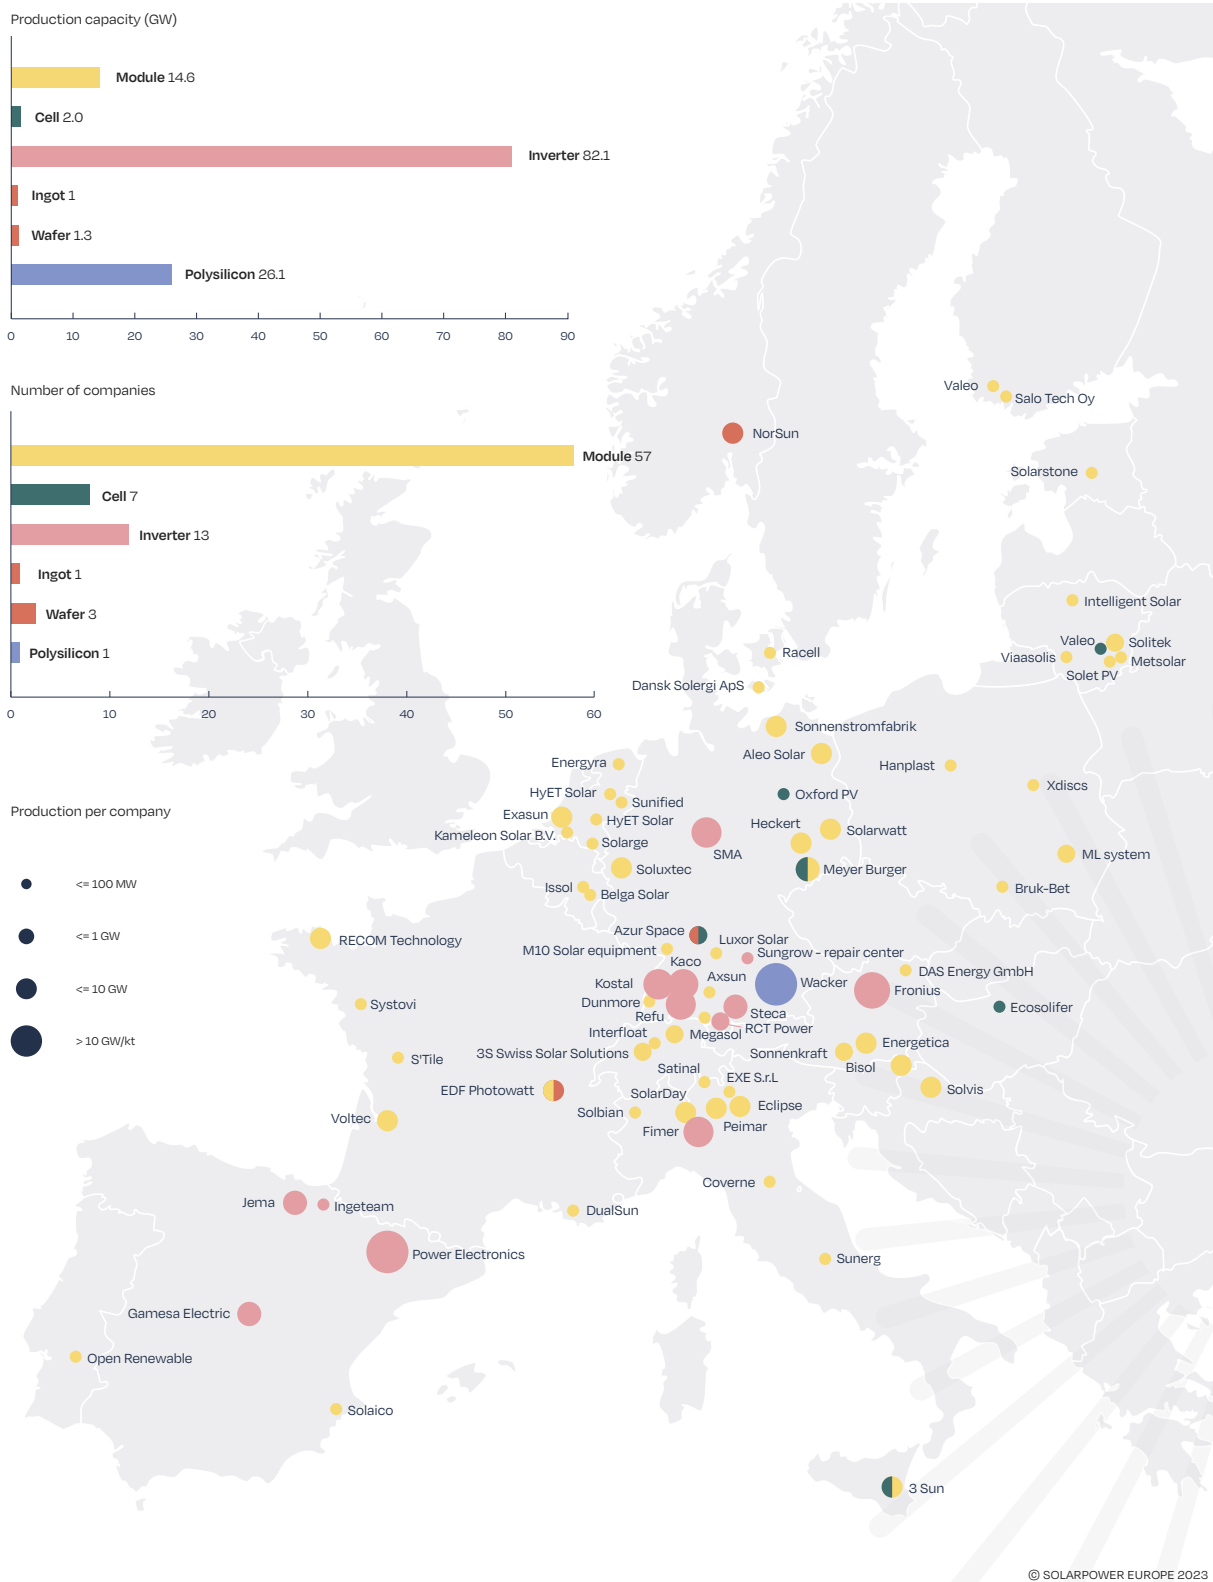 Production capacity (GW)
Module 14.6
Cell 2.0
Inverter 82.1
Ingot 1
Wafer 1.3
Polysilicon 26.1
0 10 20 30 40 50 60 70 80 90
Number of companies
Module 57
Cell 7
Inverter 13
Ingot 1
Wafer 3
Polysilicon 1
0 10 20 30 40 50 60
Production per company
<= 100 MW
<= 1 GW
<= 10 GW
> 10 GW/kt
Valeo
Salo Tech Oy
NorSun
Solarstone
Intelligent Solar
Valeo
Solitek
Viaasolis
Metsolar
Solet PV
Racell
Dansk Solergi ApS
Sonnenstromfabrik
Aleo Solar
Energyra
Hanplast
Xdiscs
HyET Solar
Sunified
Oxford PV
Exasun
HyET Solar
Heckert
Solarwatt
Kameleon Solar B.V.
Solarge
SMA
ML system
Soluxtec
Meyer Burger
Issol
Belga Solar
Bruk-Bet
Azur Space
RECOM Technology
Luxor Solar
M10 Solar equipment
Sungrow - repair center
Kaco
DAS Energy GmbH
Kostal
Axsun
Wacker
Fronius
Dunmore
Systovi
Ecosolifer
Refu
Steca
RCT Power
Interfloat
Megasol
Energetica
3S Swiss Solar Solutions
Sonnenkraft
S'Tile
Bisol
Satinal
EXE S.r.L
EDF Photowatt
SolarDay
Solvis
Solbian
Eclipse
Voltec
Peimar
Fimer
Coverne
Jema
Ingeteam
DualSun
Power Electronics
Sunerg
Gamesa Electric
Open Renewable
Solaico
3 Sun
© SOLARPOWER EUROPE 2023